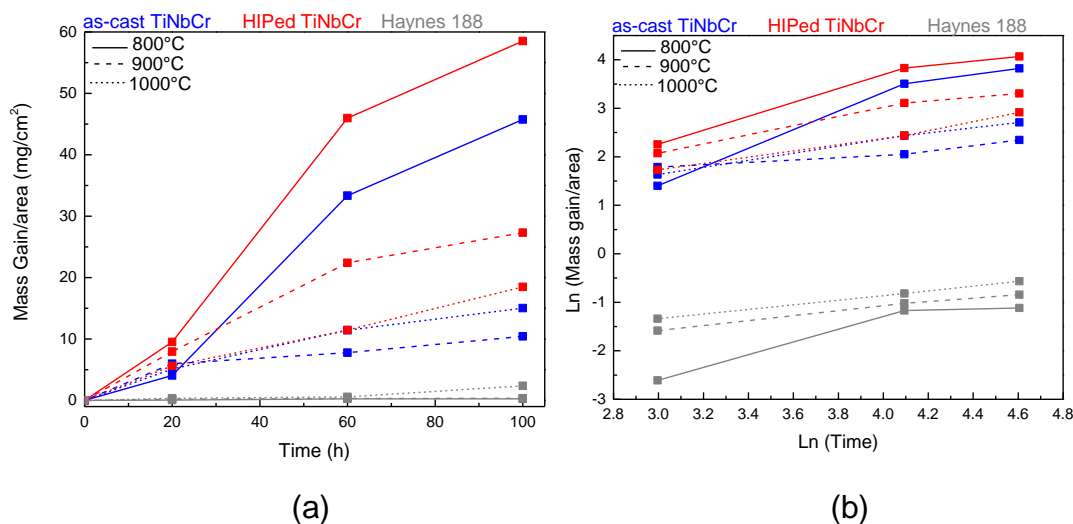 as-cast TiNbCr HIPed TiNbCr Haynes 188
800°C
900°C
1000°C
60
50
40
30
20
10
0
Mass Gain/area (mg/cm²)
0 20 40 60 80 100
Time (h)
(a)
as-cast TiNbCr HIPed TiNbCr Haynes 188
800°C
900°C
1000°C
4
3
2
1
0
-1
-2
-3
Ln (Mass gain/area)
2.8 3.0 3.2 3.4 3.6 3.8 4.0 4.2 4.4 4.6 4.8
Ln (Time)
(b)